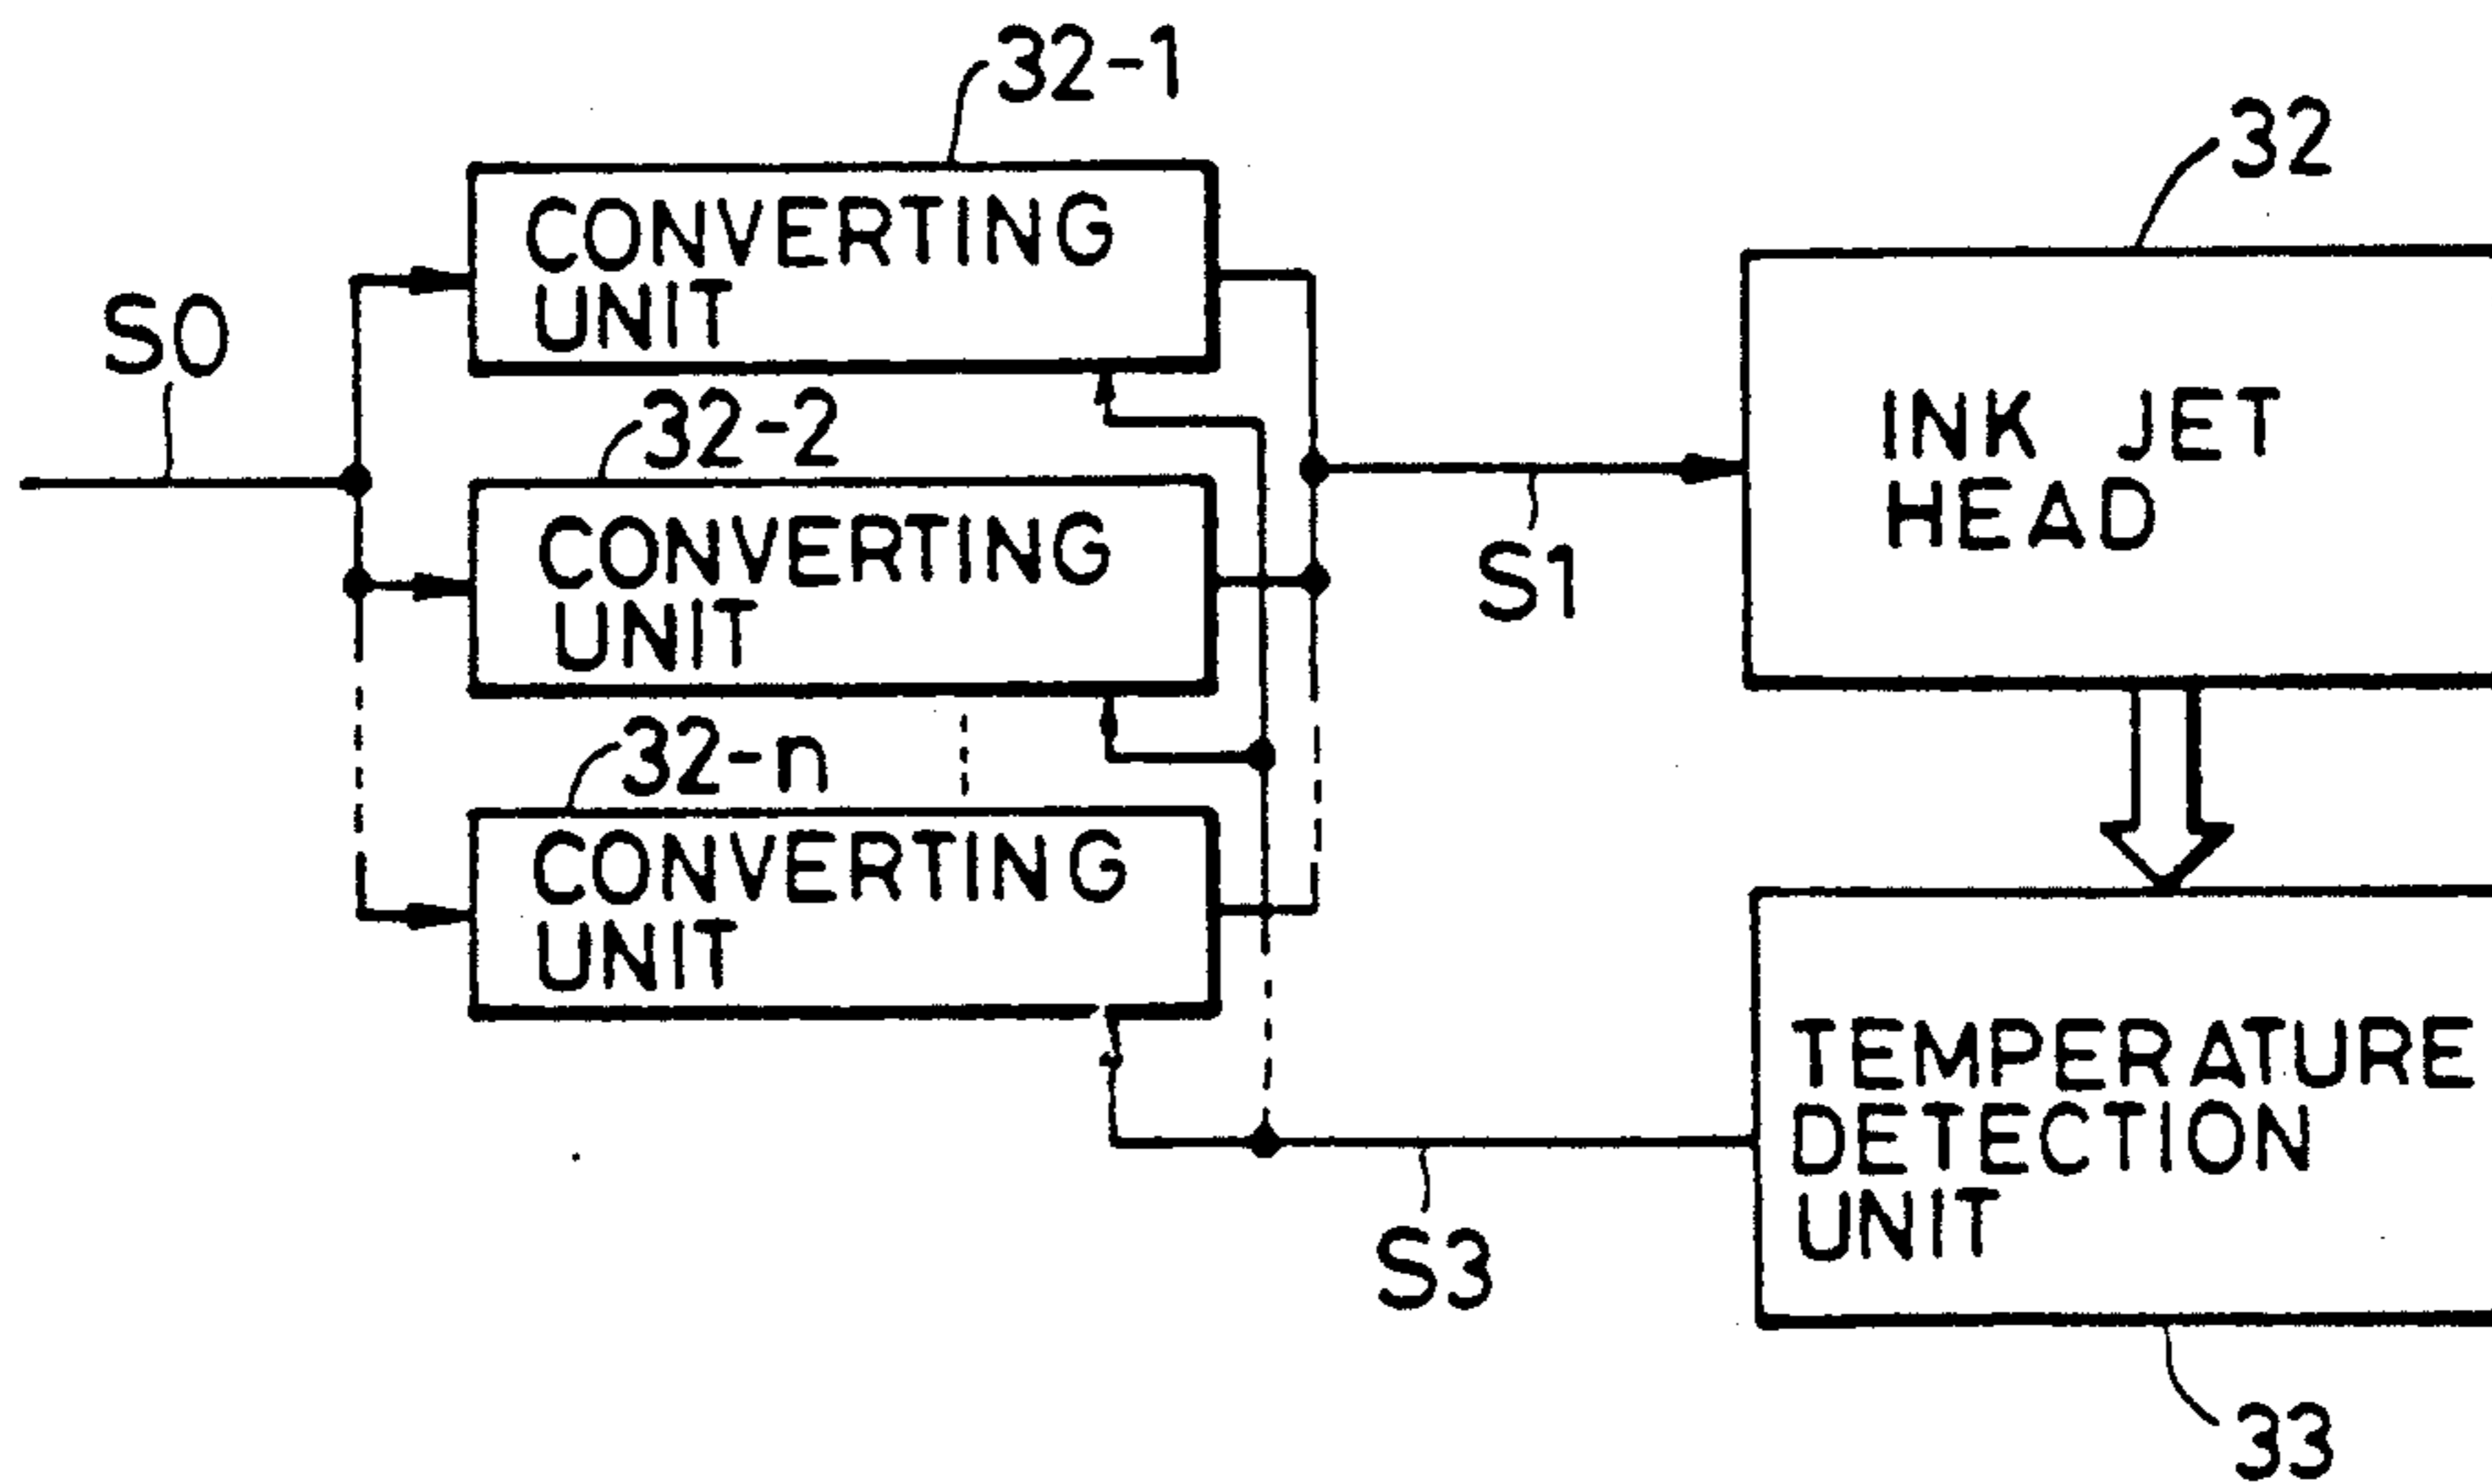 32-1
CONVERTING
UNIT
S0
32-2
CONVERTING
UNIT
32-n
CONVERTING
UNIT
S1
32
INK JET
HEAD
TEMPERATURE
DETECTION
UNIT
S3
33